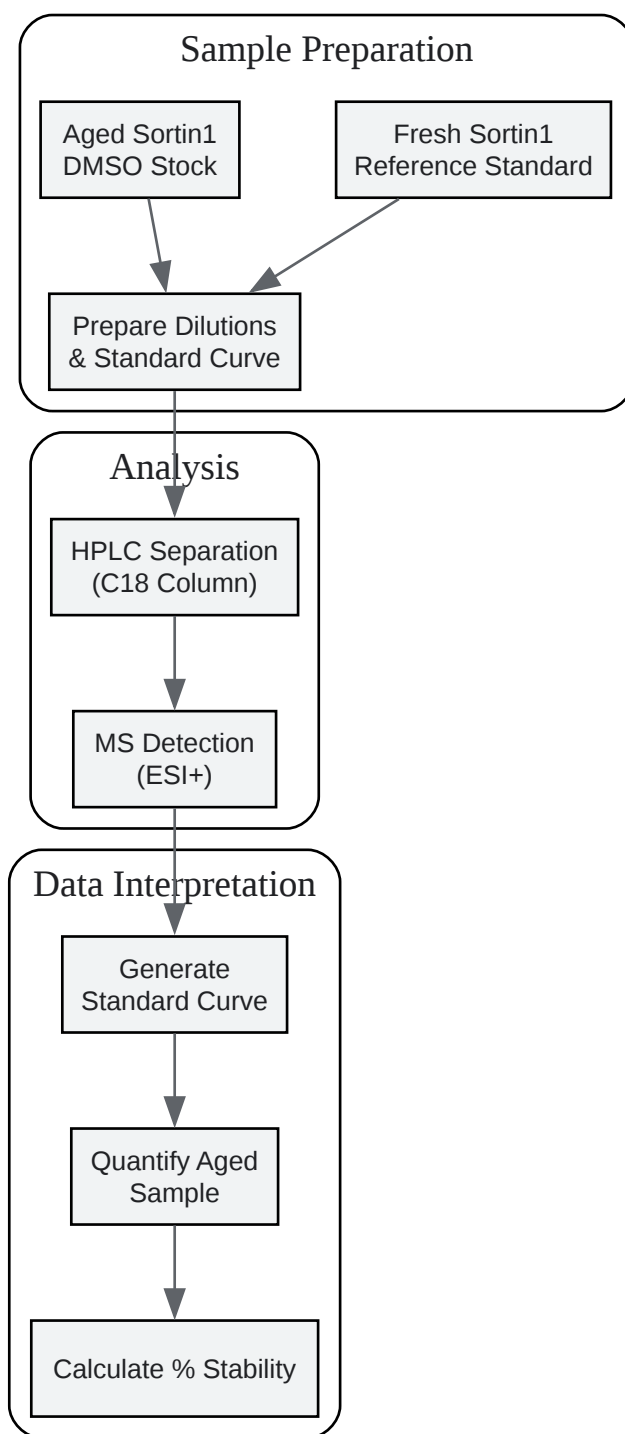 Sample Preparation
Aged Sortin1
DMSO Stock
Fresh Sortin1
Reference Standard
Prepare Dilutions
& Standard Curve
Analysis
HPLC Separation
(C18 Column)
MS Detection
(ESI+)
Data Interpretation
Generate
Standard Curve
Quantify Aged
Sample
Calculate % Stability